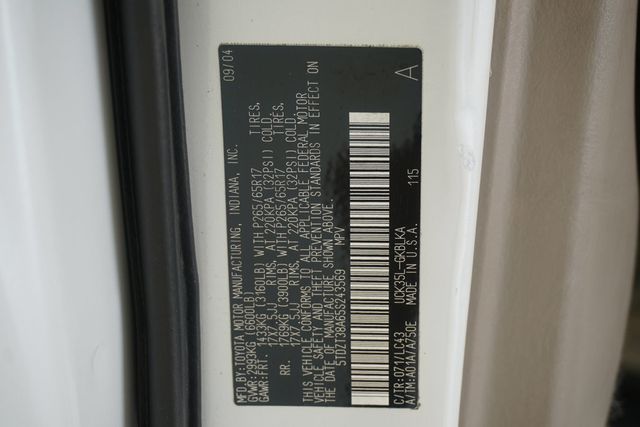 MFD.BY:TOYOTA MOTOR MANUFACTURING, INDIANA, INC. 09/04
GVWR:2993KG (6600LB)
GAWR:FRT. 1433KG (3160LB) WITH P265/65R17 TIRES,
17X7.5JJ RIMS, AT 220KPA (32PSI) COLD.
RR. 1769KG (3900LB) WITH P265/65R17 TIRES,
17X7.5JJ RIMS, AT 220KPA (32PSI) COLD.
THIS VEHICLE CONFORMS TO ALL APPLICABLE FEDERAL MOTOR
VEHICLE SAFETY AND THEFT PREVENTION STANDARDS IN EFFECT ON
THE DATE OF MANUFACTURE SHOWN ABOVE.
5TDZT38A65S243569 MPV
C/TR:071/LC43 UCK35L-GKBLKA 115 A
A/TM:A01A/A750E MADE IN U.S.A.